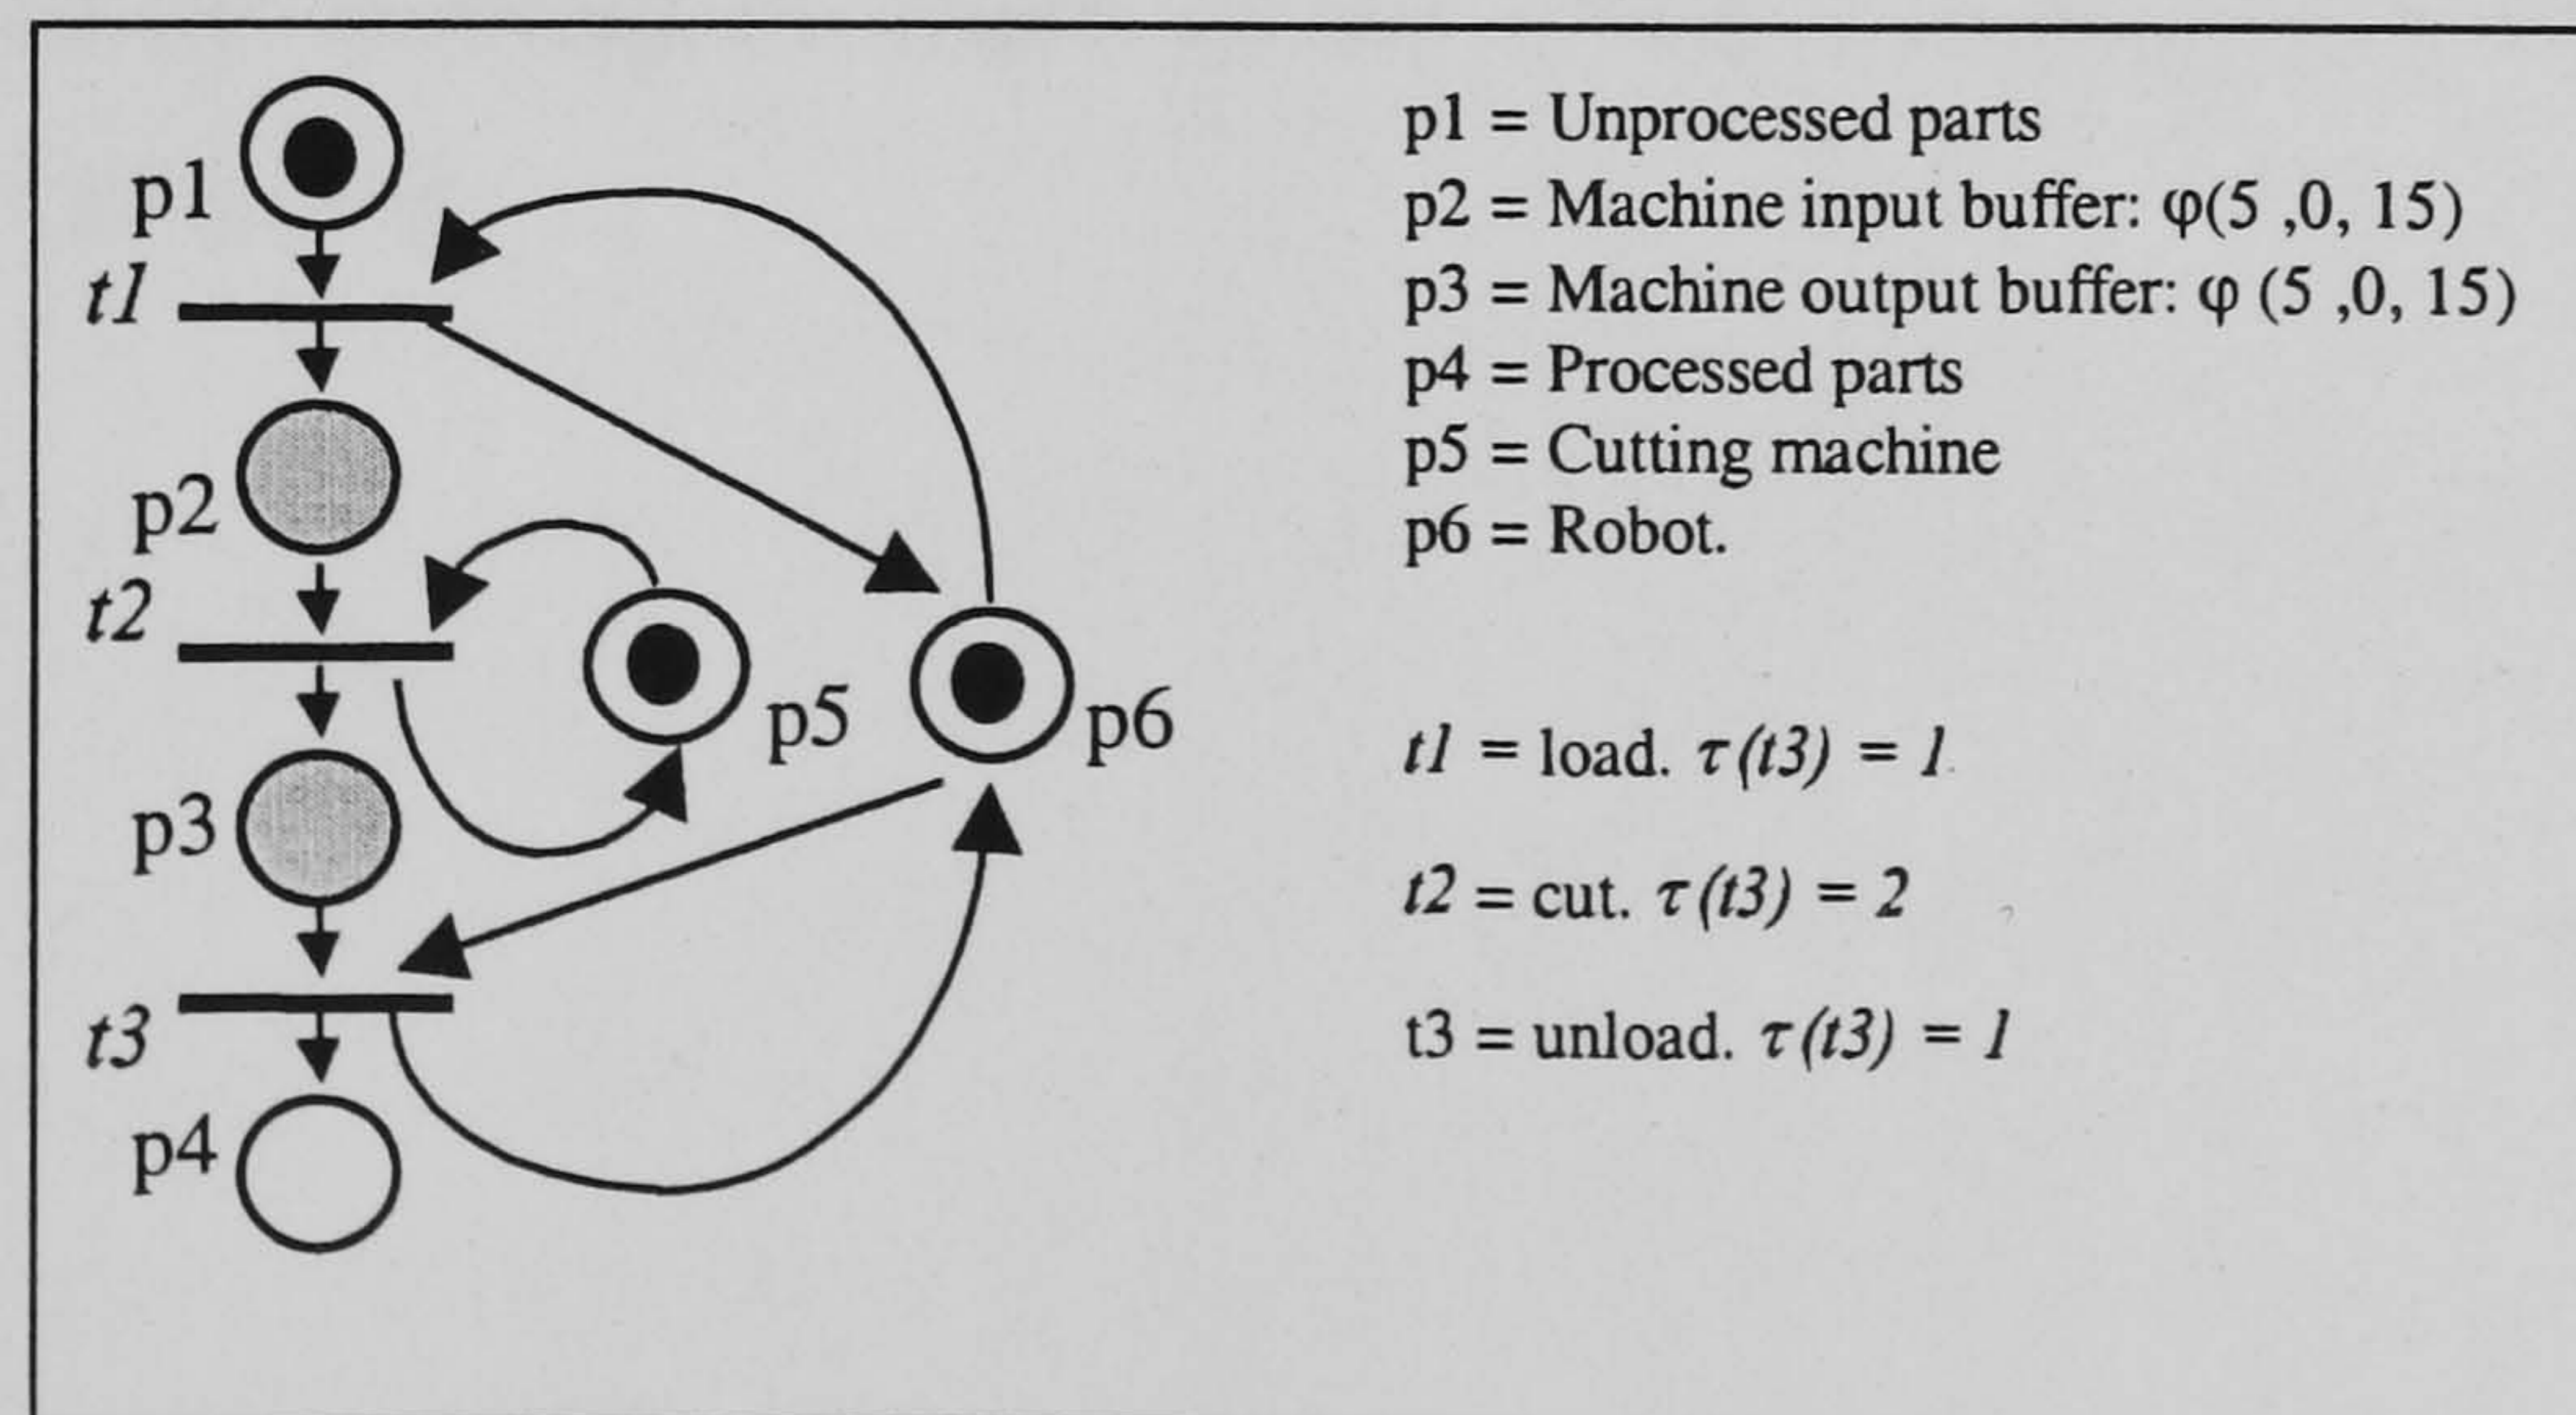 p1
t1
p2
t2
p5
p6
p3
t3
p4
p1 = Unprocessed parts
p2 = Machine input buffer: φ(5 ,0, 15)
p3 = Machine output buffer: φ (5 ,0, 15)
p4 = Processed parts
p5 = Cutting machine
p6 = Robot.
t1 = load. τ(t3) = 1.
t2 = cut. τ(t3) = 2
t3 = unload. τ(t3) = 1